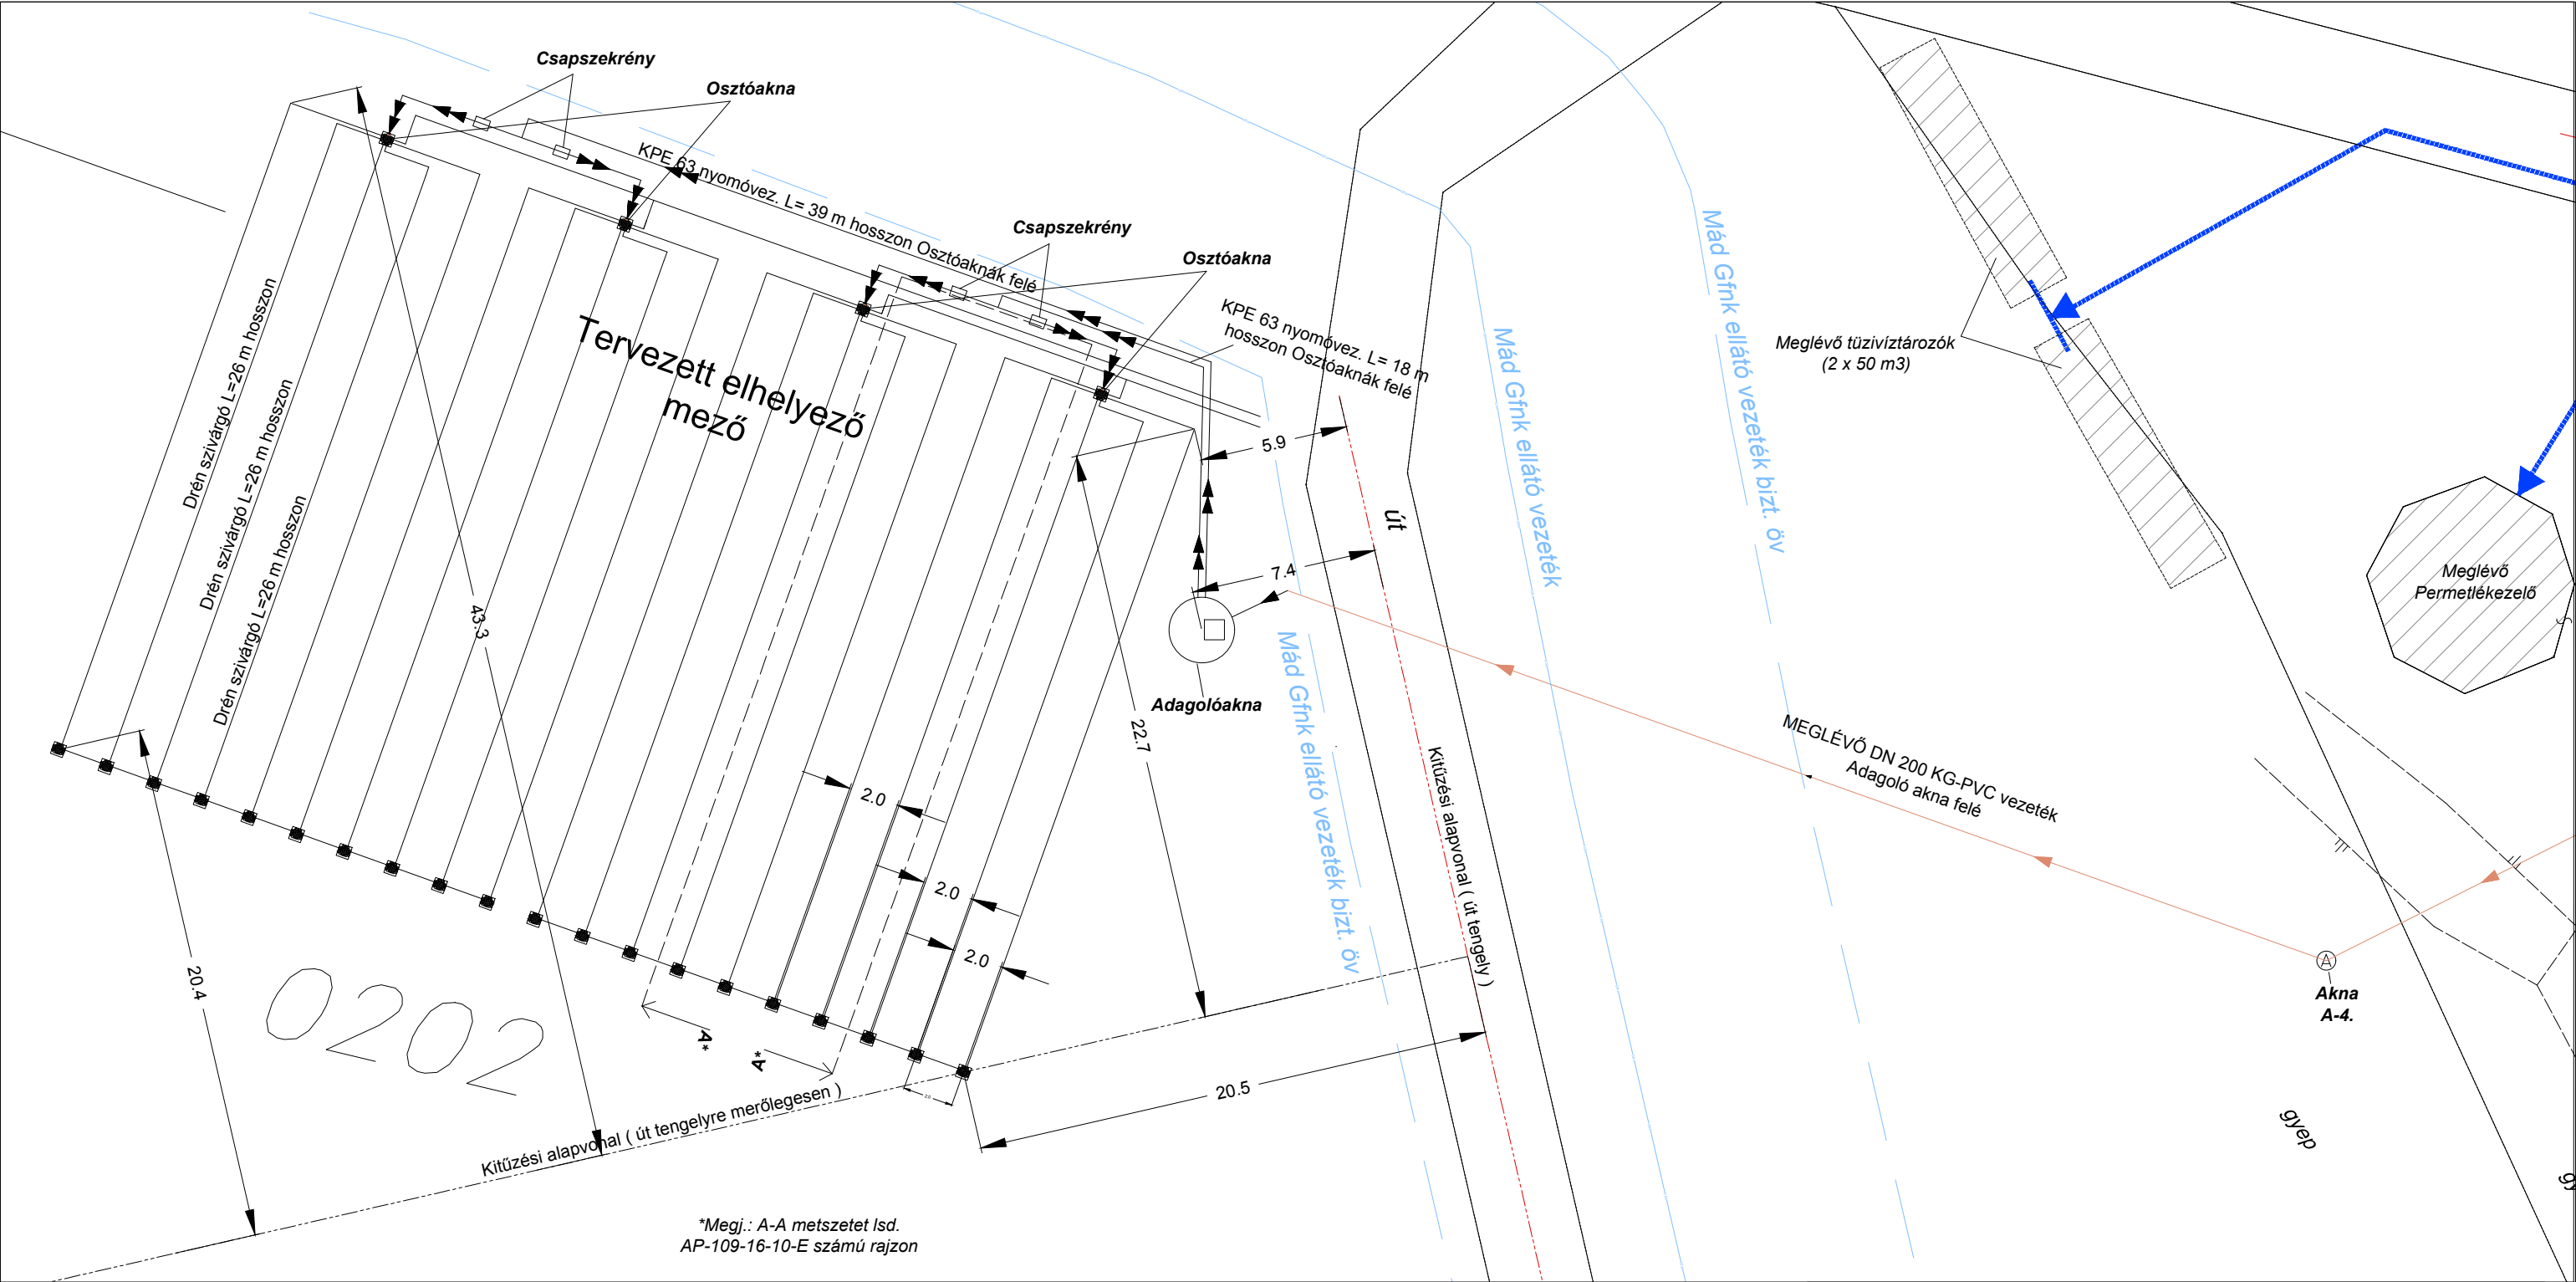 Csapszekrény
Osztóakna
KPE 63 nyomóvez. L= 39 m hosszon Osztóaknák felé
Csapszekrény
Osztóakna
KPE 63 nyomóvez. L= 18 m
hosszon Osztóaknák felé
Tervezett elhelyező
mező
Drén szivárgó L=26 m hosszon
Drén szivárgó L=26 m hosszon
Drén szivárgó L=26 m hosszon
43.3
5.9
7.4
út
Adagolóakna
22.7
2.0
2.0
2.0
2.0
20.4
0202
A*
A*
20.5
Kitűzési alapvonal ( út tengelyre merőlegesen )
Kitűzési alapvonal ( út tengely )
*Megj.: A-A metszetet lsd.
AP-109-16-10-E számú rajzon
Mád Gfnk ellátó vezeték bizt. öv
Mád Gfnk ellátó vezeték
Mád Gfnk ellátó vezeték bizt. öv
Meglévő tüzivíztározók
(2 x 50 m3)
Meglévő
Permetlékezelő
MEGLÉVŐ DN 200 KG-PVC vezeték
Adagoló akna felé
A
Akna
A-4.
gyep
gy